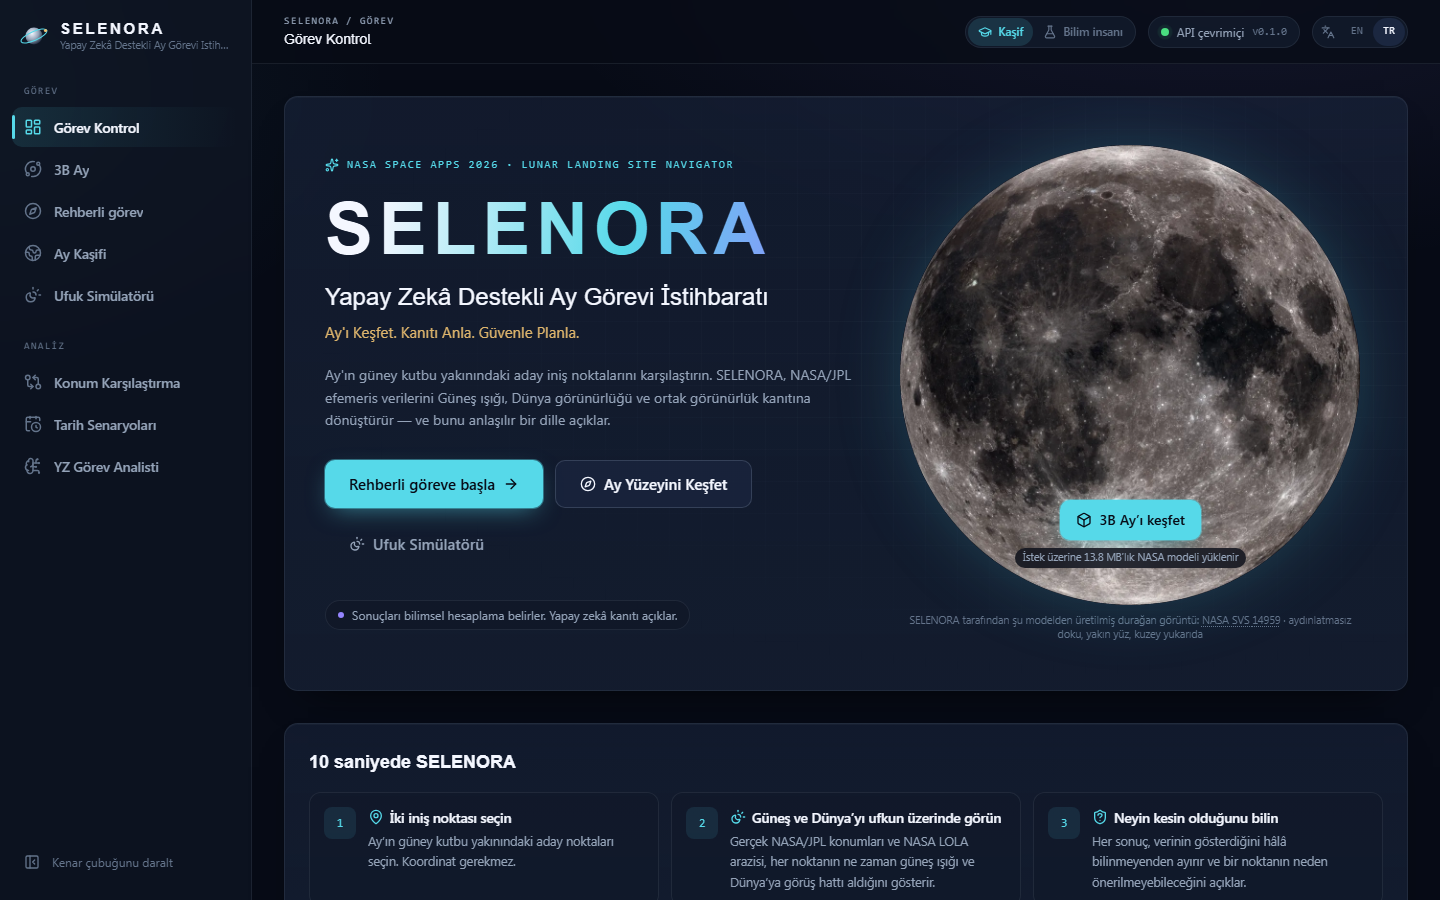 SELENORA
Yapay Zekâ Destekli Ay Görevi İstih...
GÖREV
Görev Kontrol
3B Ay
Rehberli görev
Ay Kaşifi
Ufuk Simülatörü
ANALİZ
Konum Karşılaştırma
Tarih Senaryoları
YZ Görev Analisti
Kenar çubuğunu daralt
SELENORA / GÖREV
Görev Kontrol
Kaşif
Bilim insanı
API çevrimiçi v0.1.0
EN
TR
NASA SPACE APPS 2026 · LUNAR LANDING SITE NAVIGATOR
SELENORA
Yapay Zekâ Destekli Ay Görevi İstihbaratı
Ay'ı Keşfet. Kanıtı Anla. Güvenle Planla.
Ay'ın güney kutbu yakınındaki aday iniş noktalarını karşılaştırın. SELENORA, NASA/JPL
efemeris verilerini Güneş ışığı, Dünya görünürlüğü ve ortak görünürlük kanıtına
dönüştürür — ve bunu anlaşılır bir dille açıklar.
Rehberli göreve başla
Ay Yüzeyini Keşfet
Ufuk Simülatörü
Sonuçları bilimsel hesaplama belirler. Yapay zekâ kanıtı açıklar.
3B Ay'ı keşfet
İstek üzerine 13.8 MB'lık NASA modeli yüklenir
SELENORA tarafından şu modelden üretilmiş durağan görüntü: NASA SVS 14959 · aydınlatmasız
doku, yakın yüz, kuzey yukarıda
10 saniyede SELENORA
1
İki iniş noktası seçin
Ay'ın güney kutbu yakınındaki aday noktaları
seçin. Koordinat gerekmez.
2
Güneş ve Dünya'yı ufkun üzerinde görün
Gerçek NASA/JPL konumları ve NASA LOLA
arazisi, her noktanın ne zaman güneş ışığı ve
Dünya'ya görüş hattı aldığını gösterir.
3
Neyin kesin olduğunu bilin
Her sonuç, verinin gösterdiğini hâlâ
bilinmeyenden ayırır ve bir noktanın neden
önerilmeyebileceğini açıklar.